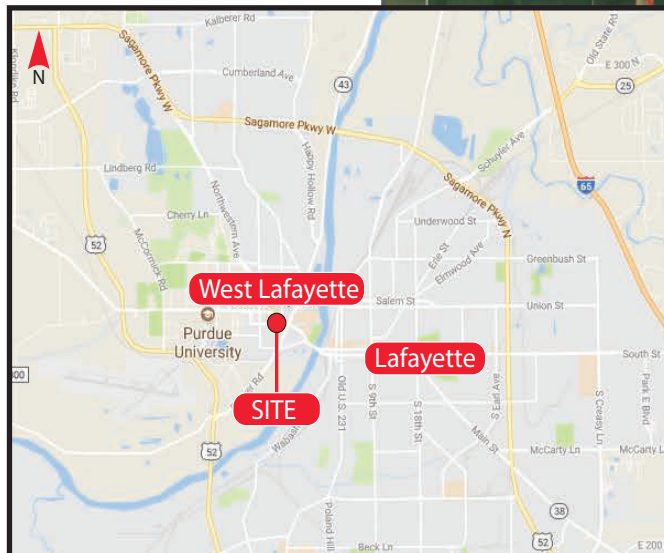 Kalberer Rd
Old State Rd
Klondike Rd
N
Sagamore Pkwy W
Cumberland Ave
43
E 300 N
25
Sagamore Pkwy W
Happy Hollow Rd
Schuyler Ave
Lindberg Rd
Northwestern Ave
Sagamore Pkwy N
65
Cherry Ln
McCormick Rd
Underwood St
52
Erie St
Elmwood Ave
Greenbush St
West Lafayette
Salem St
Union St
Purdue
University
Lafayette
South St
SITE
Old U.S. 231
S 9th St
S 18th St
S Earl Ave
S Creasy Ln
Park E Blvd
Main St
52
McCarty Ln
McCarty Ln
Poland Hill
38
Beck Ln
52
E 200